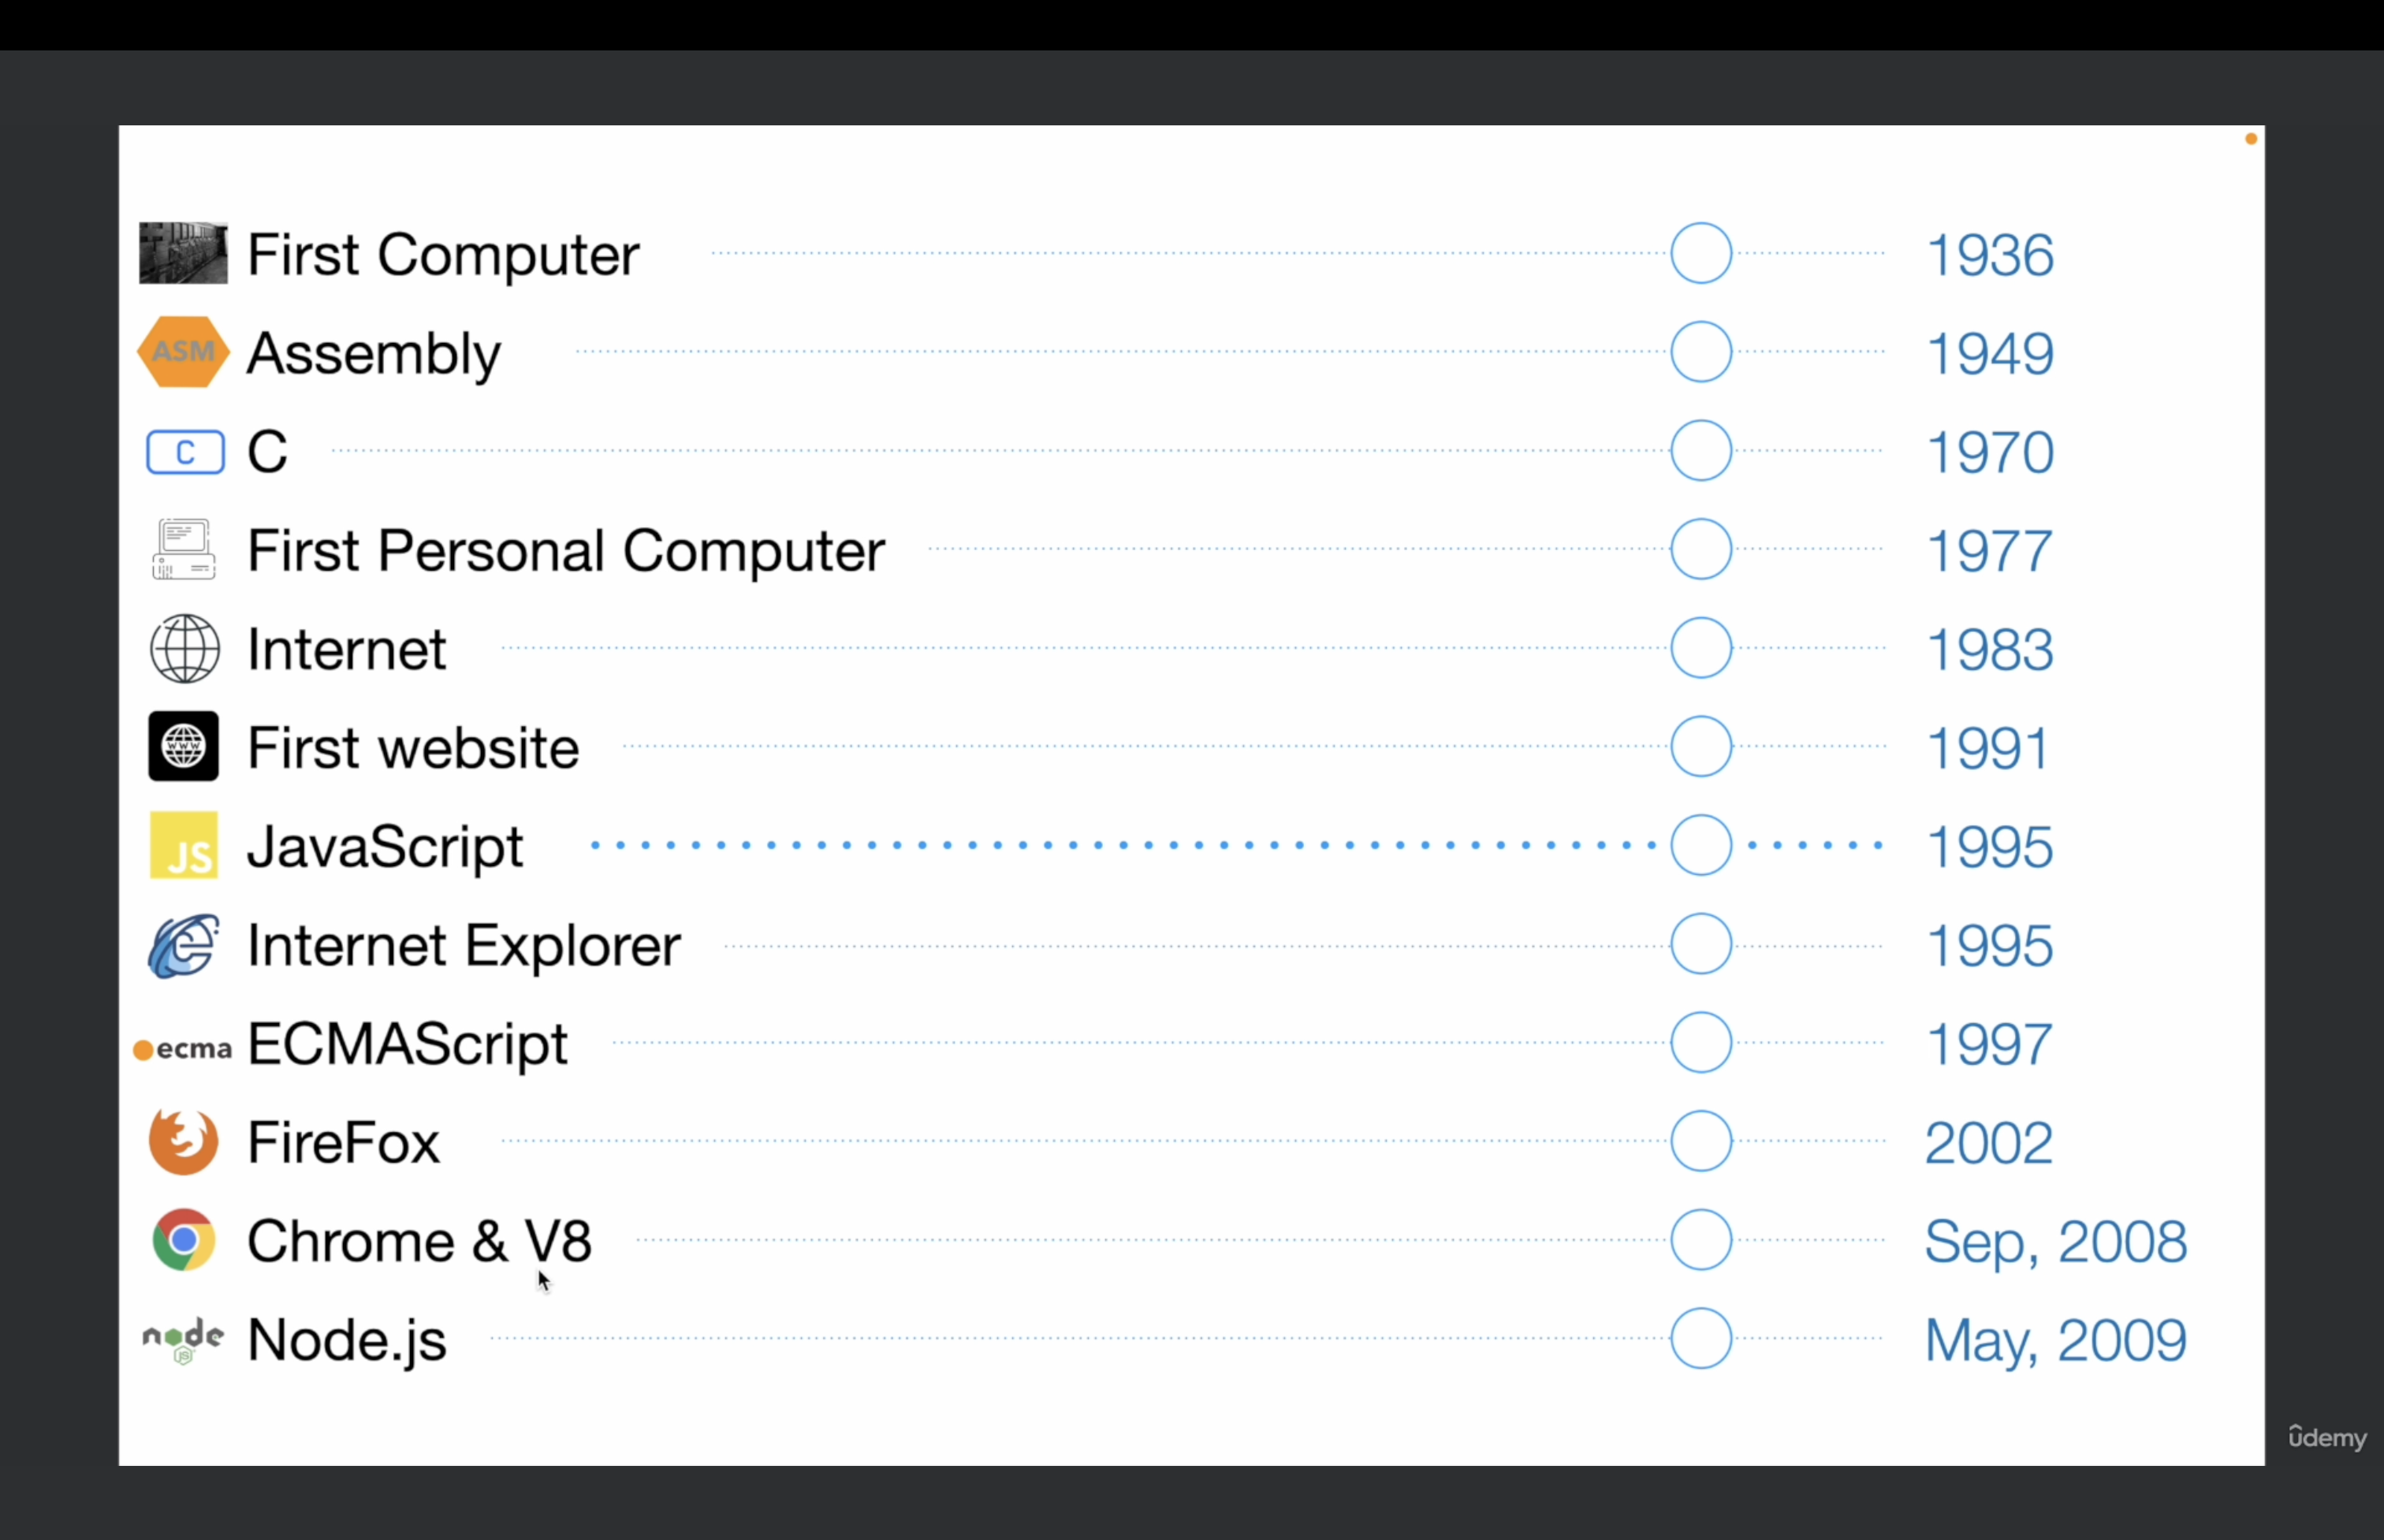 First Computer 1936
ASM Assembly 1949
C C 1970
First Personal Computer 1977
Internet 1983
www First website 1991
JS JavaScript 1995
Internet Explorer 1995
ecma ECMAScript 1997
FireFox 2002
Chrome & V8 Sep, 2008
node JS Node.js May, 2009
ûdemy